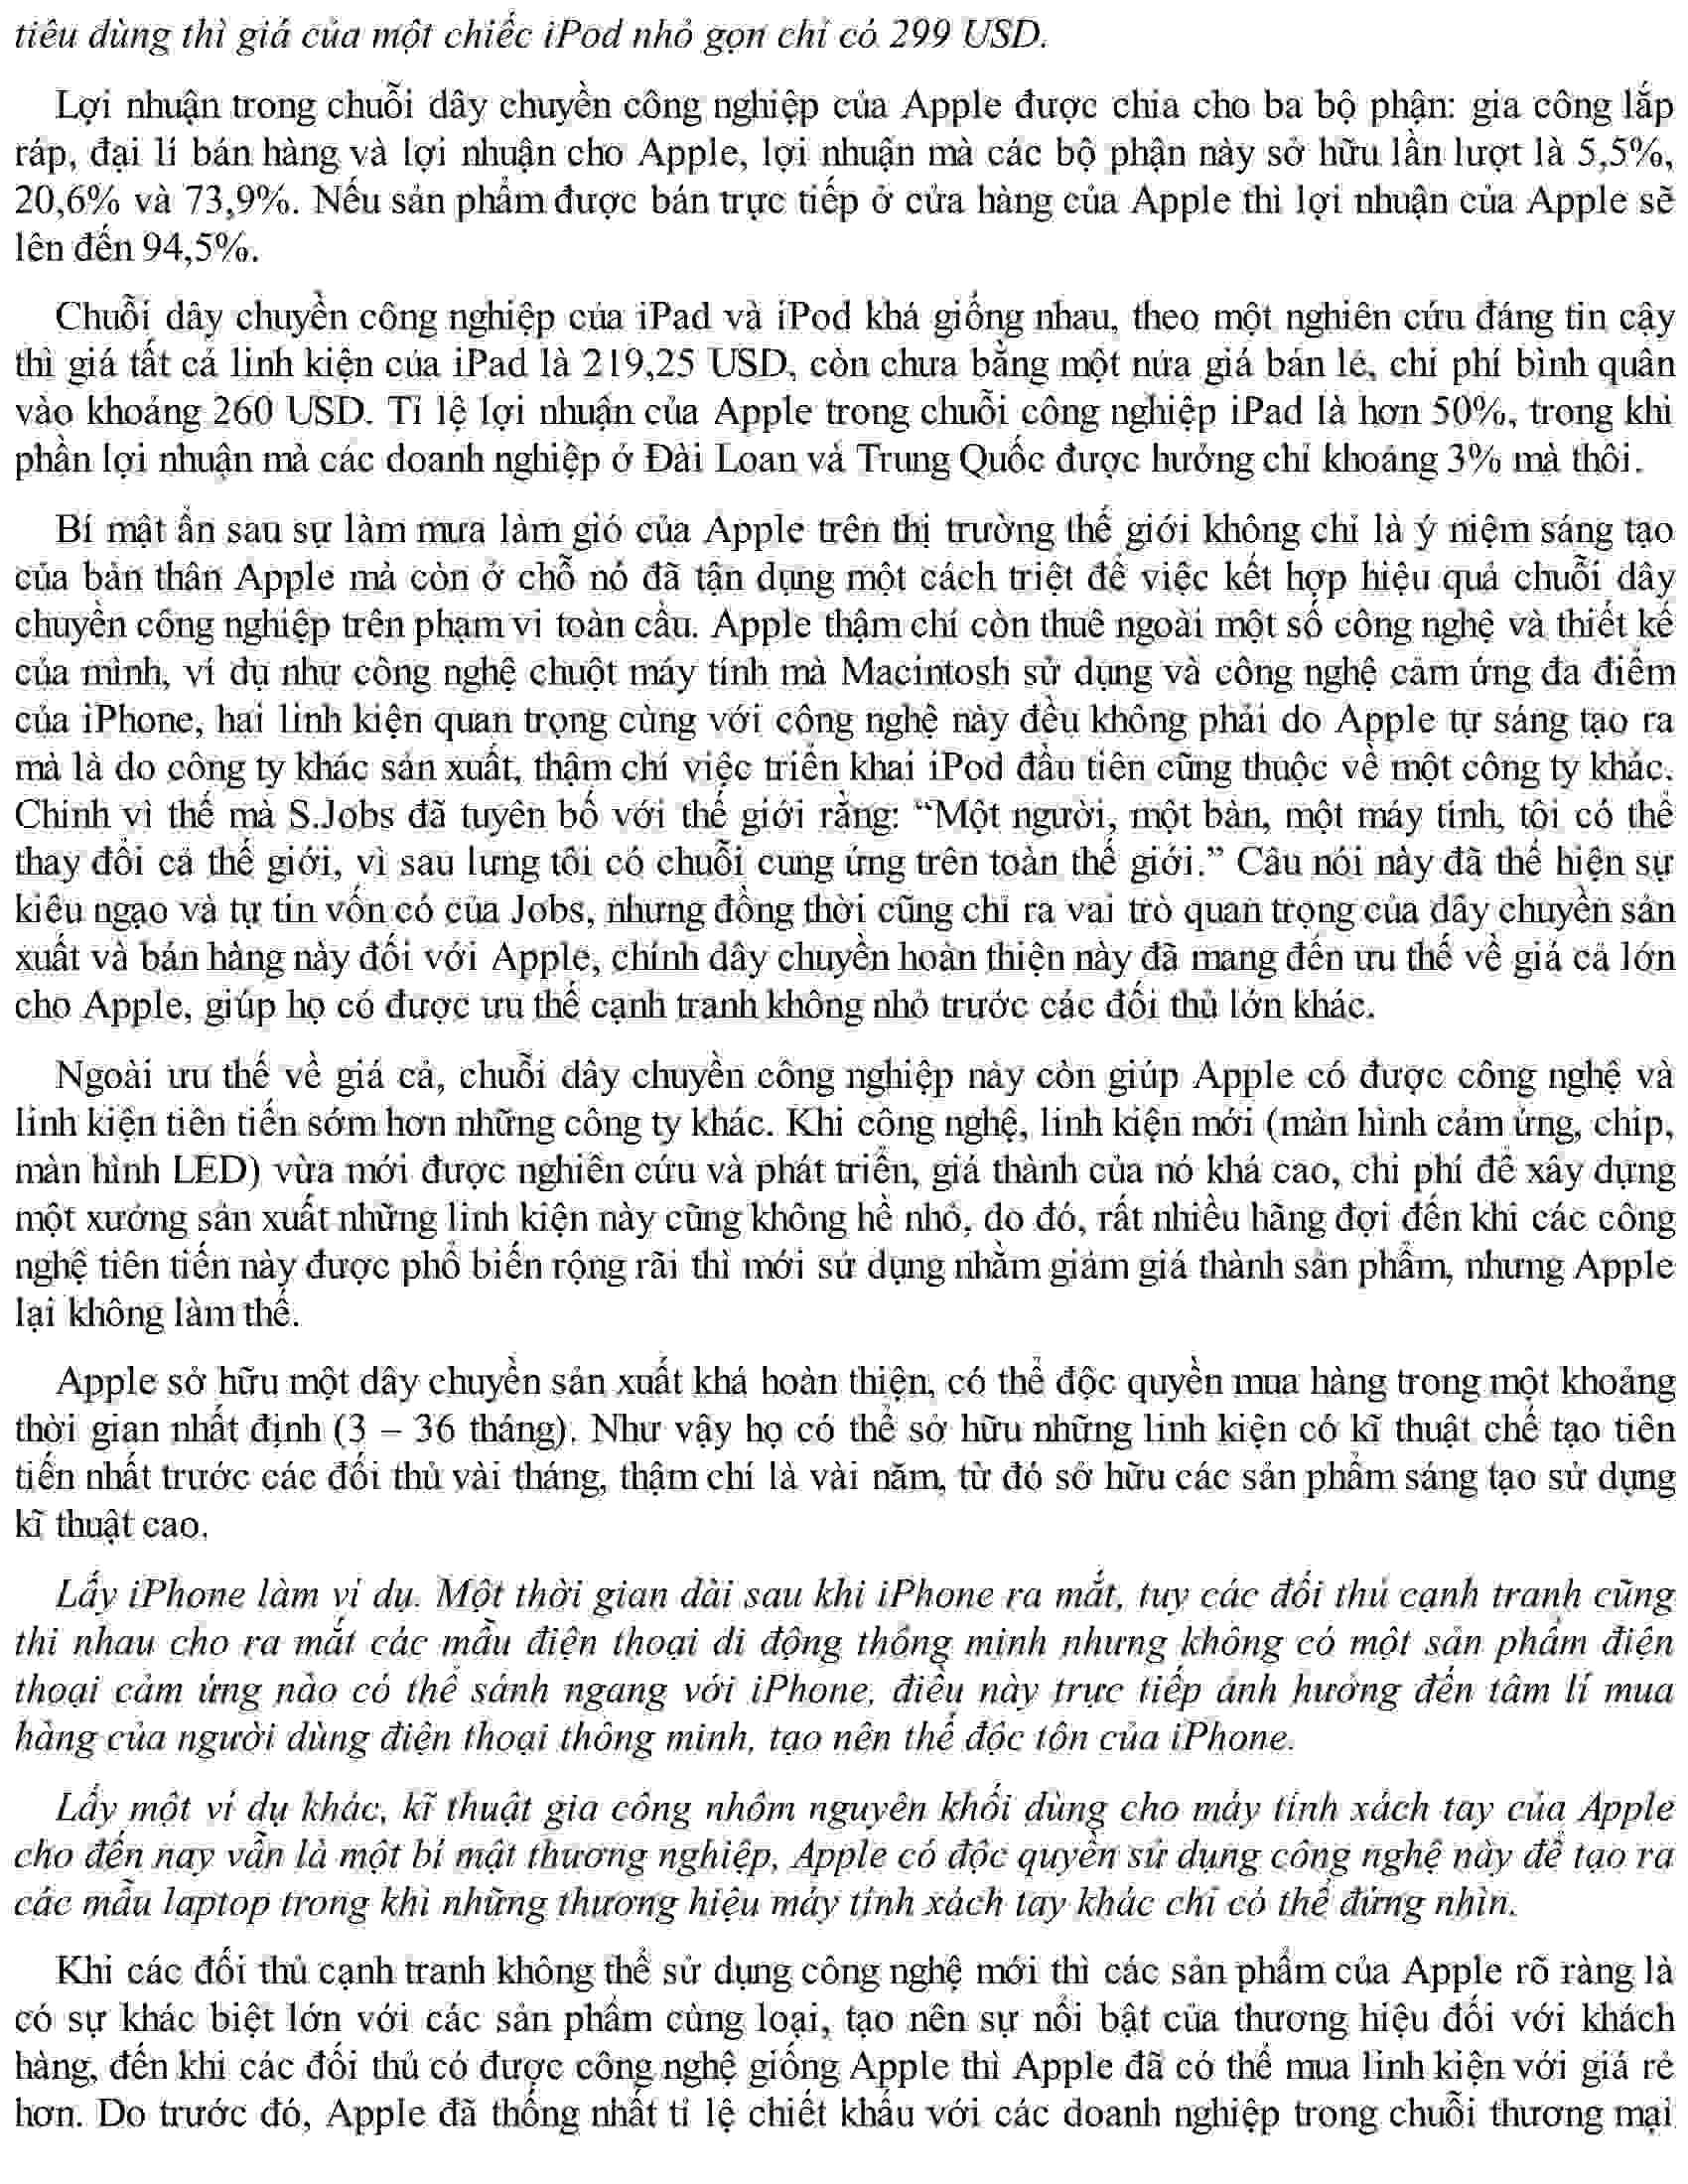 tiêu dùng thì giá của một chiếc iPod nhỏ gọn chỉ có 299 USD.
Lợi nhuận trong chuỗi dây chuyền công nghiệp của Apple được chia cho ba bộ phận: gia công lắp
ráp, đại lí bán hàng và lợi nhuận cho Apple, lợi nhuận mà các bộ phận này sở hữu lần lượt là 5,5%,
20,6% và 73,9%. Nếu sản phẩm được bán trực tiếp ở cửa hàng của Apple thì lợi nhuận của Apple sẽ
lên đến 94,5%.
Chuỗi dây chuyền công nghiệp của iPad và iPod khá giống nhau, theo một nghiên cứu đáng tin cậy
thì giá tất cả linh kiện của iPad là 219,25 USD, còn chưa bằng một nửa giá bán lẻ, chi phí bình quân
vào khoảng 260 USD. Tỉ lệ lợi nhuận của Apple trong chuỗi công nghiệp iPad là hơn 50%, trong khi
phần lợi nhuận mà các doanh nghiệp ở Đài Loan và Trung Quốc được hưởng chỉ khoảng 3% mà thôi.
Bí mật ẩn sau sự làm mưa làm gió của Apple trên thị trường thế giới không chỉ là ý niệm sáng tạo
của bản thân Apple mà còn ở chỗ nó đã tận dụng một cách triệt để việc kết hợp hiệu quả chuỗi dây
chuyền công nghiệp trên phạm vi toàn cầu. Apple thậm chí còn thuê ngoài một số công nghệ và thiết kế
của mình, ví dụ như công nghệ chuột máy tính mà Macintosh sử dụng và công nghệ cảm ứng đa điểm
của iPhone, hai linh kiện quan trọng cùng với công nghệ này đều không phải do Apple tự sáng tạo ra
mà là do công ty khác sản xuất, thậm chí việc triển khai iPod đầu tiên cũng thuộc về một công ty khác.
Chính vì thế mà S.Jobs đã tuyên bố với thế giới rằng: “Một người, một bàn, một máy tính, tôi có thể
thay đổi cả thế giới, vì sau lưng tôi có chuỗi cung ứng trên toàn thế giới.” Câu nói này đã thể hiện sự
kiêu ngạo và tự tin vốn có của Jobs, nhưng đồng thời cũng chỉ ra vai trò quan trọng của dây chuyền sản
xuất và bán hàng này đối với Apple, chính dây chuyền hoàn thiện này đã mang đến ưu thế về giá cả lớn
cho Apple, giúp họ có được ưu thế cạnh tranh không nhỏ trước các đối thủ lớn khác.
Ngoài ưu thế về giá cả, chuỗi dây chuyền công nghiệp này còn giúp Apple có được công nghệ và
linh kiện tiên tiến sớm hơn những công ty khác. Khi công nghệ, linh kiện mới (màn hình cảm ứng, chip,
màn hình LED) vừa mới được nghiên cứu và phát triển, giá thành của nó khá cao, chi phí để xây dựng
một xưởng sản xuất những linh kiện này cũng không hề nhỏ, do đó, rất nhiều hãng đợi đến khi các công
nghệ tiên tiến này được phổ biến rộng rãi thì mới sử dụng nhằm giảm giá thành sản phẩm, nhưng Apple
lại không làm thế.
Apple sở hữu một dây chuyền sản xuất khá hoàn thiện, có thể độc quyền mua hàng trong một khoảng
thời gian nhất định (3 – 36 tháng). Như vậy họ có thể sở hữu những linh kiện có kĩ thuật chế tạo tiên
tiến nhất trước các đối thủ vài tháng, thậm chí là vài năm, từ đó sở hữu các sản phẩm sáng tạo sử dụng
kĩ thuật cao.
Lấy iPhone làm ví dụ. Một thời gian dài sau khi iPhone ra mắt, tuy các đối thủ cạnh tranh cũng
thi nhau cho ra mắt các mẫu điện thoại di động thông minh nhưng không có một sản phẩm điện
thoại cảm ứng nào có thể sánh ngang với iPhone, điều này trực tiếp ảnh hưởng đến tâm lí mua
hàng của người dùng điện thoại thông minh, tạo nên thế độc tôn của iPhone.
Lấy một ví dụ khác, kĩ thuật gia công nhôm nguyên khối dùng cho máy tính xách tay của Apple
cho đến nay vẫn là một bí mật thương nghiệp, Apple có độc quyền sử dụng công nghệ này để tạo ra
các mẫu laptop trong khi những thương hiệu máy tính xách tay khác chỉ có thể đứng nhìn.
Khi các đối thủ cạnh tranh không thể sử dụng công nghệ mới thì các sản phẩm của Apple rõ ràng là
có sự khác biệt lớn với các sản phẩm cùng loại, tạo nên sự nổi bật của thương hiệu đối với khách
hàng, đến khi các đối thủ có được công nghệ giống Apple thì Apple đã có thể mua linh kiện với giá rẻ
hơn. Do trước đó, Apple đã thống nhất tỉ lệ chiết khấu với các doanh nghiệp trong chuỗi thương mại